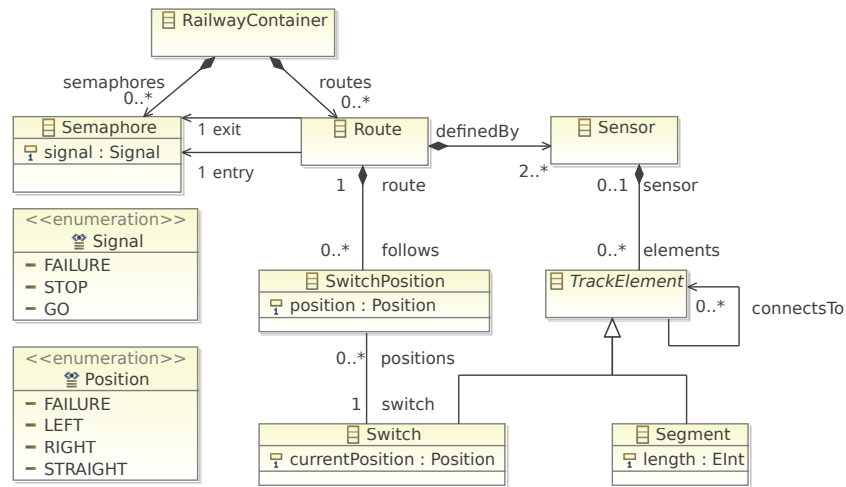 RailwayContainer
semaphores
routes
0..*
0..*
Semaphore
signal : Signal
1 exit
1 entry
Route
definedBy
2..*
Sensor
1
route
0..1
sensor
<<enumeration>>
Signal
FAILURE
STOP
GO
0..*
follows
0..*
elements
SwitchPosition
position : Position
TrackElement
0..*
connectsTo
<<enumeration>>
Position
FAILURE
LEFT
RIGHT
STRAIGHT
0..*
positions
1
switch
Switch
currentPosition : Position
Segment
length : EInt